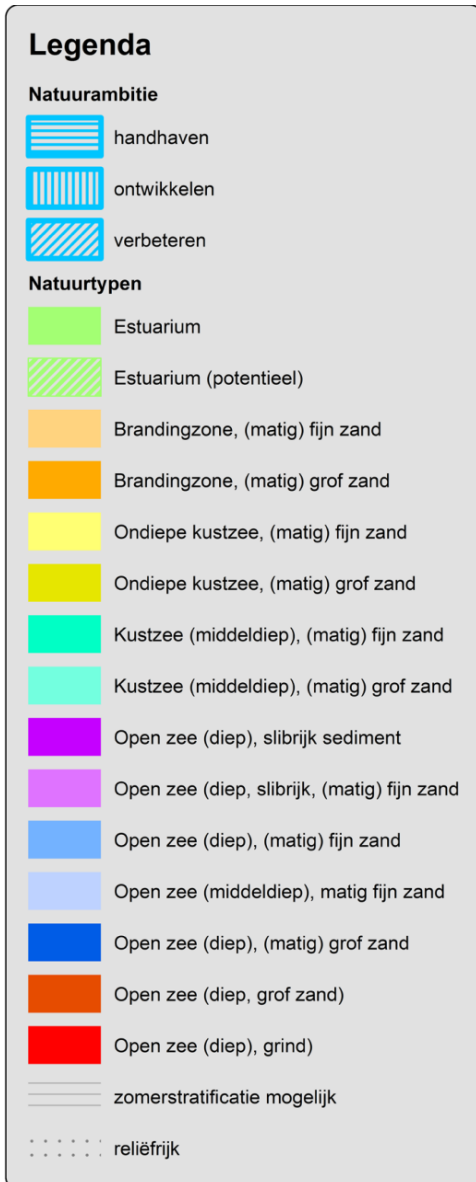 Legenda
Natuurambitie
handhaven
ontwikkelen
verbeteren
Natuurtypen
Estuarium
Estuarium (potentieel)
Brandingzone, (matig) fijn zand
Brandingzone, (matig) grof zand
Ondiepe kustzee, (matig) fijn zand
Ondiepe kustzee, (matig) grof zand
Kustzee (middeldiep), (matig) fijn zand
Kustzee (middeldiep), (matig) grof zand
Open zee (diep), slibrijk sediment
Open zee (diep, slibrijk, (matig) fijn zand
Open zee (diep), (matig) fijn zand
Open zee (middeldiep), matig fijn zand
Open zee (diep), (matig) grof zand
Open zee (diep, grof zand)
Open zee (diep), grind)
zomerstratificatie mogelijk
reliëfrijk